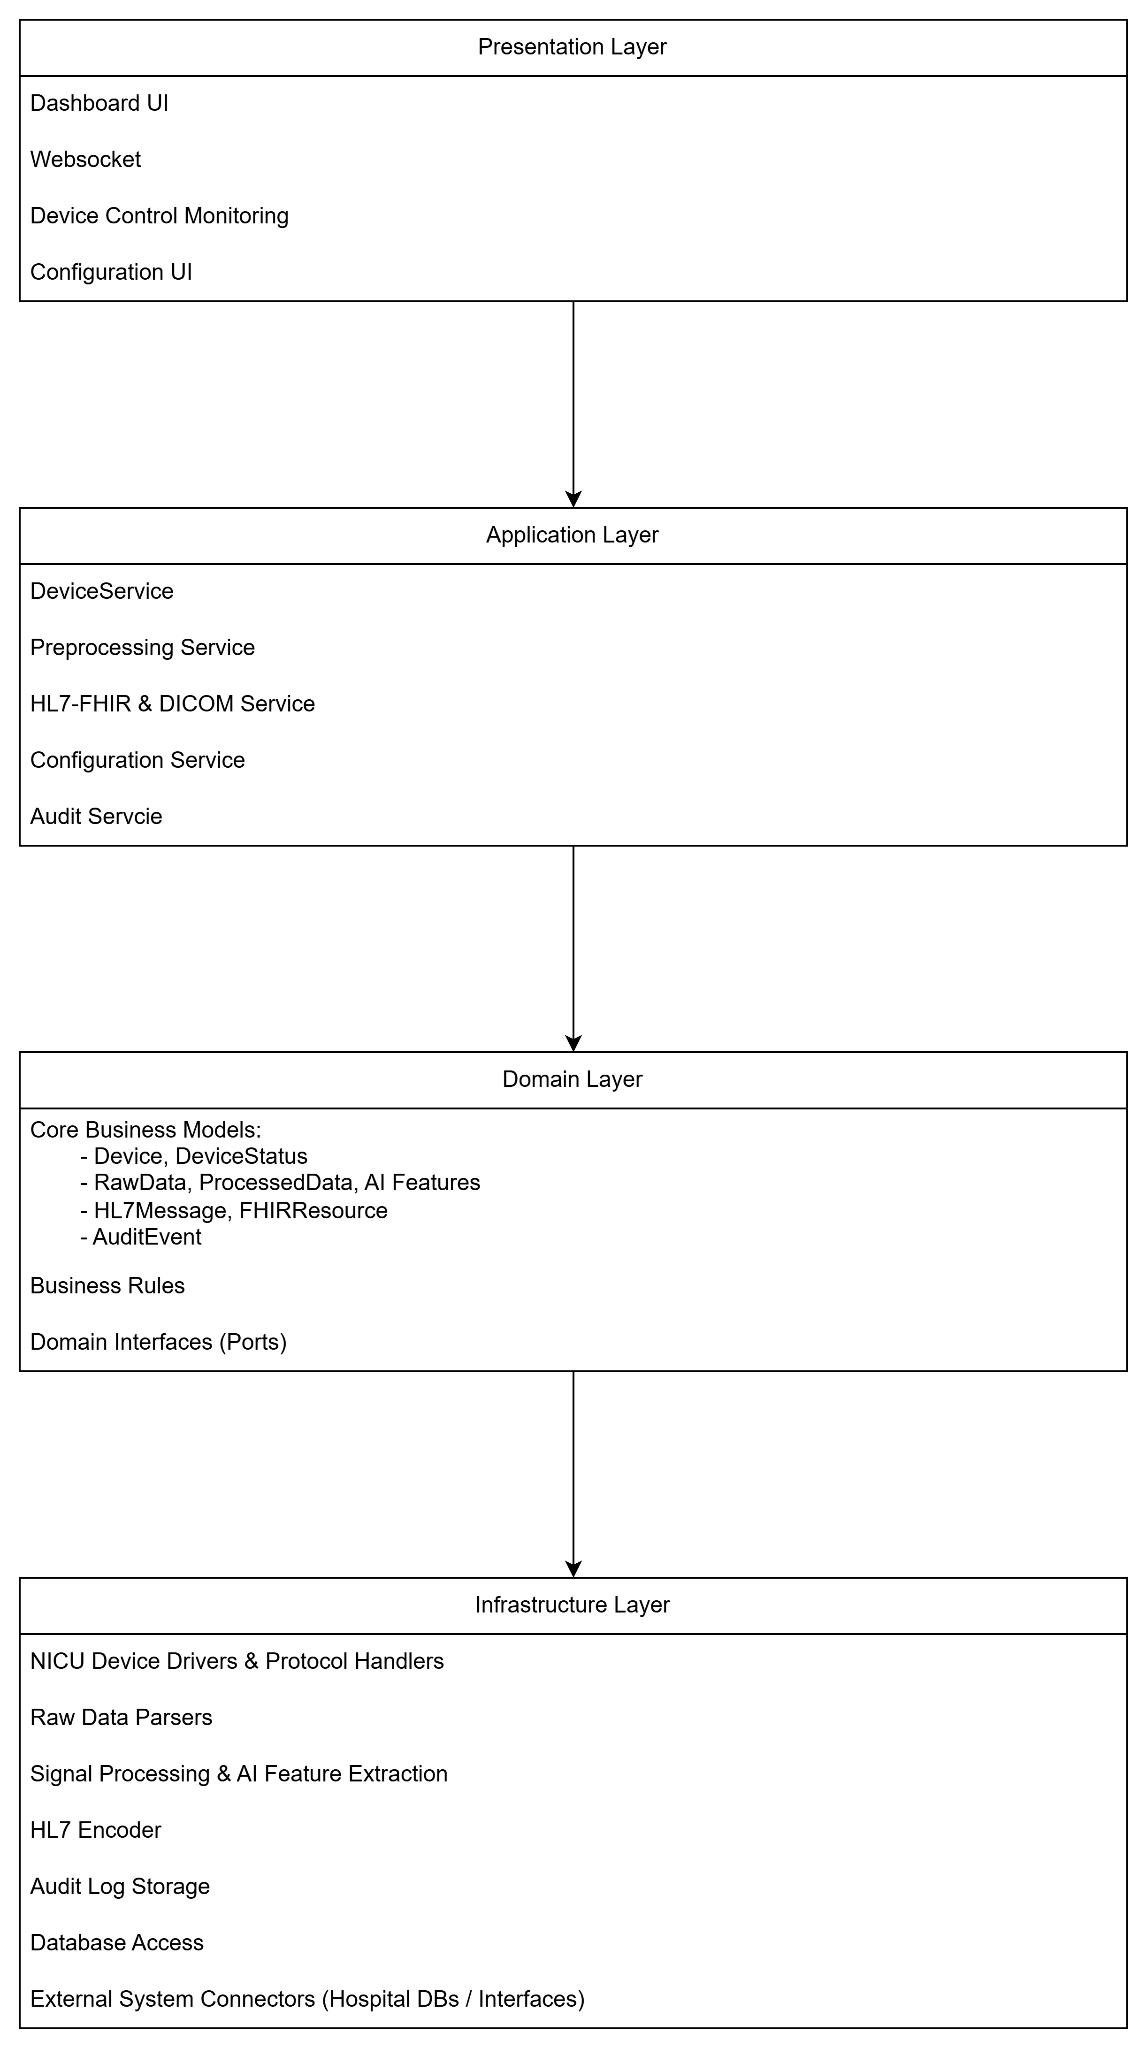 Presentation Layer
Dashboard UI
Websocket
Device Control Monitoring
Configuration UI
Application Layer
DeviceService
Preprocessing Service
HL7-FHIR & DICOM Service
Configuration Service
Audit Servcie
Domain Layer
Core Business Models:
- Device, DeviceStatus
- RawData, ProcessedData, AI Features
- HL7Message, FHIRResource
- AuditEvent
Business Rules
Domain Interfaces (Ports)
Infrastructure Layer
NICU Device Drivers & Protocol Handlers
Raw Data Parsers
Signal Processing & AI Feature Extraction
HL7 Encoder
Audit Log Storage
Database Access
External System Connectors (Hospital DBs / Interfaces)